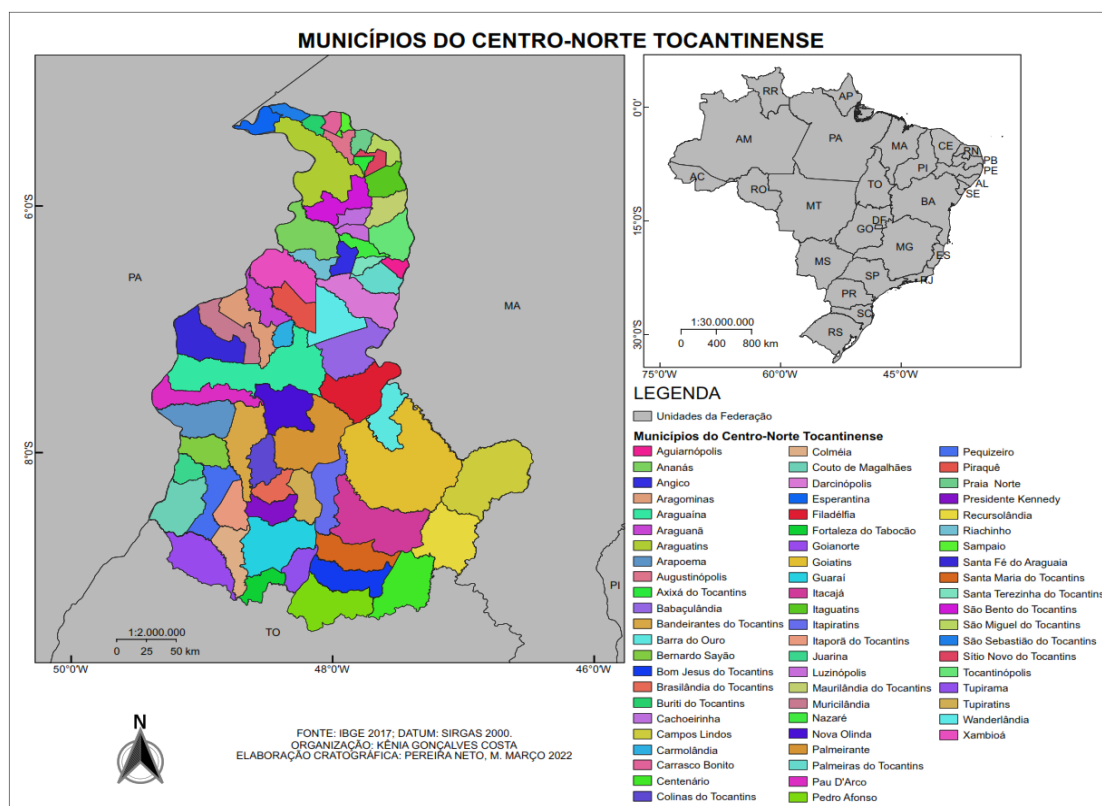 MUNICÍPIOS DO CENTRO-NORTE TOCANTINENSE
6°0'S
8°0'S
50°0'W
48°0'W
46°0'W
PA
MA
PI
TO
1:2.000.000
0 25 50 km
RR
AP
AM
PA
MA
CE
RN
PB
PE
AL
SE
PI
AC
RO
TO
MT
BA
DF
GO
MG
ES
MS
SP
RJ
PR
SC
RS
0°0'
15°0'S
30°0'S
75°0'W
60°0'W
45°0'W
1:30.000.000
0 400 800 km
LEGENDA
Unidades da Federação
Municípios do Centro-Norte Tocantinense
Aguiarnópolis
Ananás
Angico
Aragominas
Araguaína
Araguanã
Araguatins
Arapoema
Augustinópolis
Axixá do Tocantins
Babaçulândia
Bandeirantes do Tocantins
Barra do Ouro
Bernardo Sayão
Bom Jesus do Tocantins
Brasilândia do Tocantins
Buriti do Tocantins
Cachoeirinha
Campos Lindos
Carmolândia
Carrasco Bonito
Centenário
Colinas do Tocantins
Colméia
Couto de Magalhães
Darcinópolis
Esperantina
Filadélfia
Fortaleza do Tabocão
Goianorte
Goiatins
Guaraí
Itacajá
Itaguatins
Itapiratins
Itaporã do Tocantins
Juarina
Luzinópolis
Maurilândia do Tocantins
Muricilândia
Nazaré
Nova Olinda
Palmeirante
Palmeiras do Tocantins
Pau D'Arco
Pedro Afonso
Pequizeiro
Piraquê
Praia Norte
Presidente Kennedy
Recursolândia
Riachinho
Sampaio
Santa Fé do Araguaia
Santa Maria do Tocantins
Santa Terezinha do Tocantins
São Bento do Tocantins
São Miguel do Tocantins
São Sebastião do Tocantins
Sítio Novo do Tocantins
Tocantinópolis
Tupirama
Tupiratins
Wanderlândia
Xambioá
N
FONTE: IBGE 2017; DATUM: SIRGAS 2000.
ORGANIZAÇÃO: KÊNIA GONÇALVES COSTA
ELABORAÇÃO CRATOGRÁFICA: PEREIRA NETO, M. MARÇO 2022